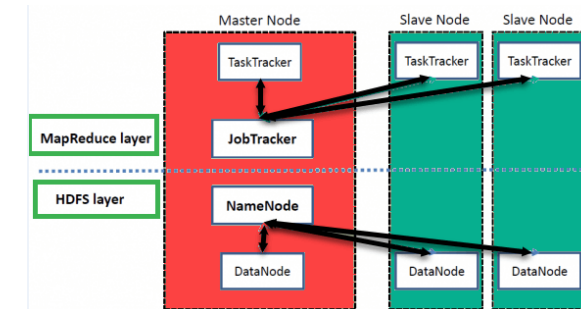 Master Node
Slave Node
Slave Node
TaskTracker
TaskTracker
TaskTracker
MapReduce layer
JobTracker
HDFS layer
NameNode
DataNode
DataNode
DataNode